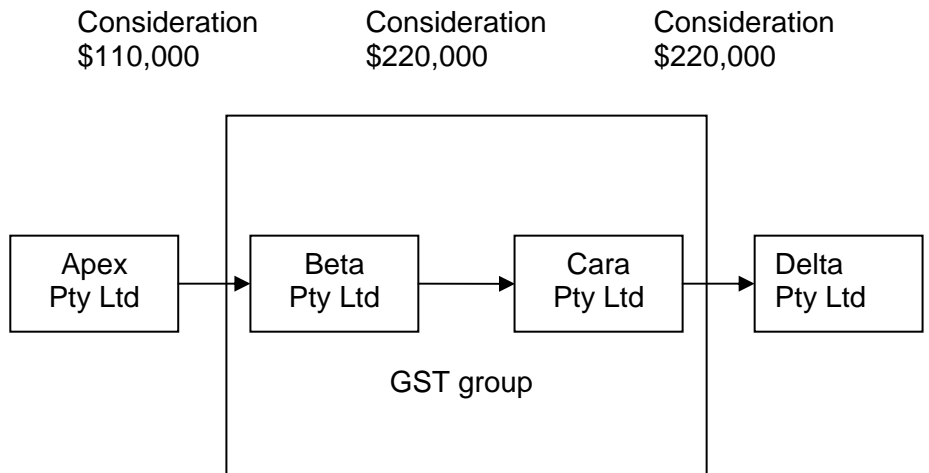 Consideration
$110,000
Consideration
$220,000
Consideration
$220,000
Apex
Pty Ltd
Beta
Pty Ltd
Cara
Pty Ltd
Delta
Pty Ltd
GST group